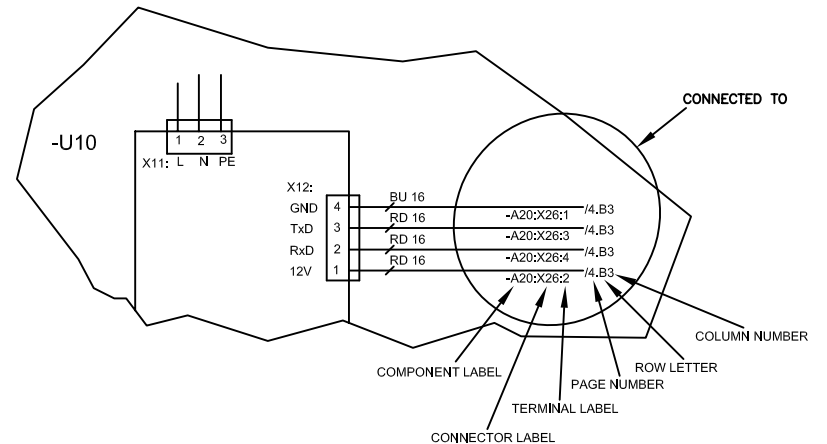 CONNECTED TO
-U10
1 2 3
X11: L N PE
X12:
GND 4 BU 16 -A20:X26:1 /4.B3
TxD 3 RD 16 -A20:X26:3 /4.B3
RxD 2 RD 16 -A20:X26:4 /4.B3
12V 1 RD 16 -A20:X26:2 /4.B3
COLUMN NUMBER
ROW LETTER
COMPONENT LABEL
PAGE NUMBER
TERMINAL LABEL
CONNECTOR LABEL